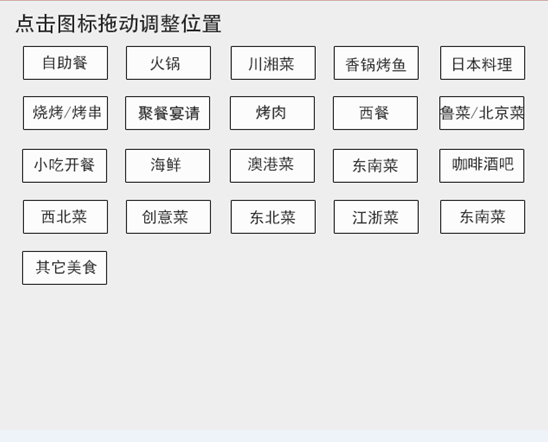 点击图标拖动调整位置
自助餐 火锅 川湘菜 香锅烤鱼 日本料理
烧烤/烤串 聚餐宴请 烤肉 西餐 鲁菜/北京菜
小吃开餐 海鲜 澳港菜 东南菜 咖啡酒吧
西北菜 创意菜 东北菜 江浙菜 东南菜
其它美食